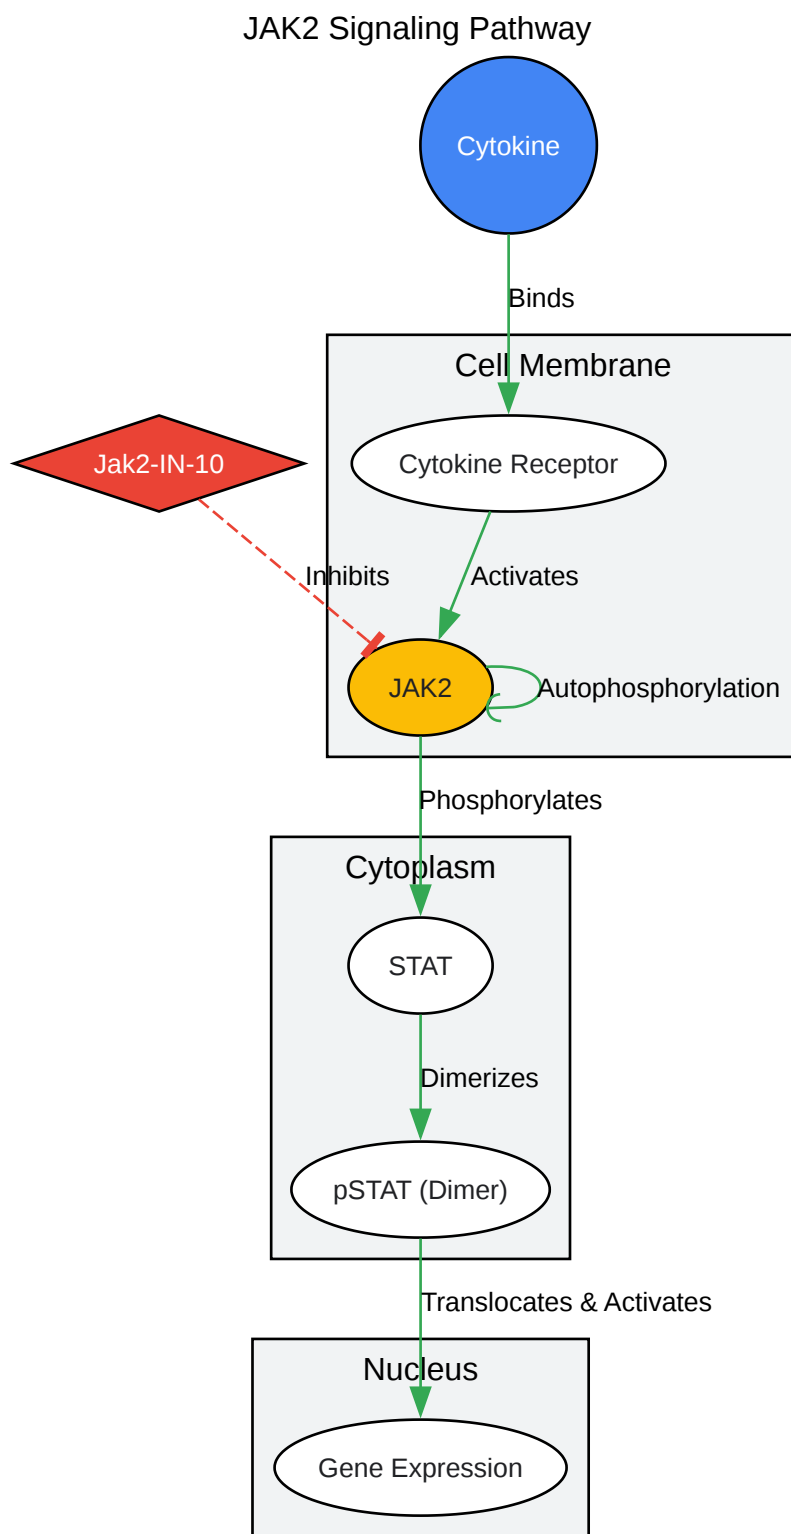 JAK2 Signaling Pathway
Cytokine
Binds
Cell Membrane
Jak2-IN-10
Cytokine Receptor
Inhibits
Activates
JAK2
Autophosphorylation
Phosphorylates
Cytoplasm
STAT
Dimerizes
pSTAT (Dimer)
Translocates & Activates
Nucleus
Gene Expression